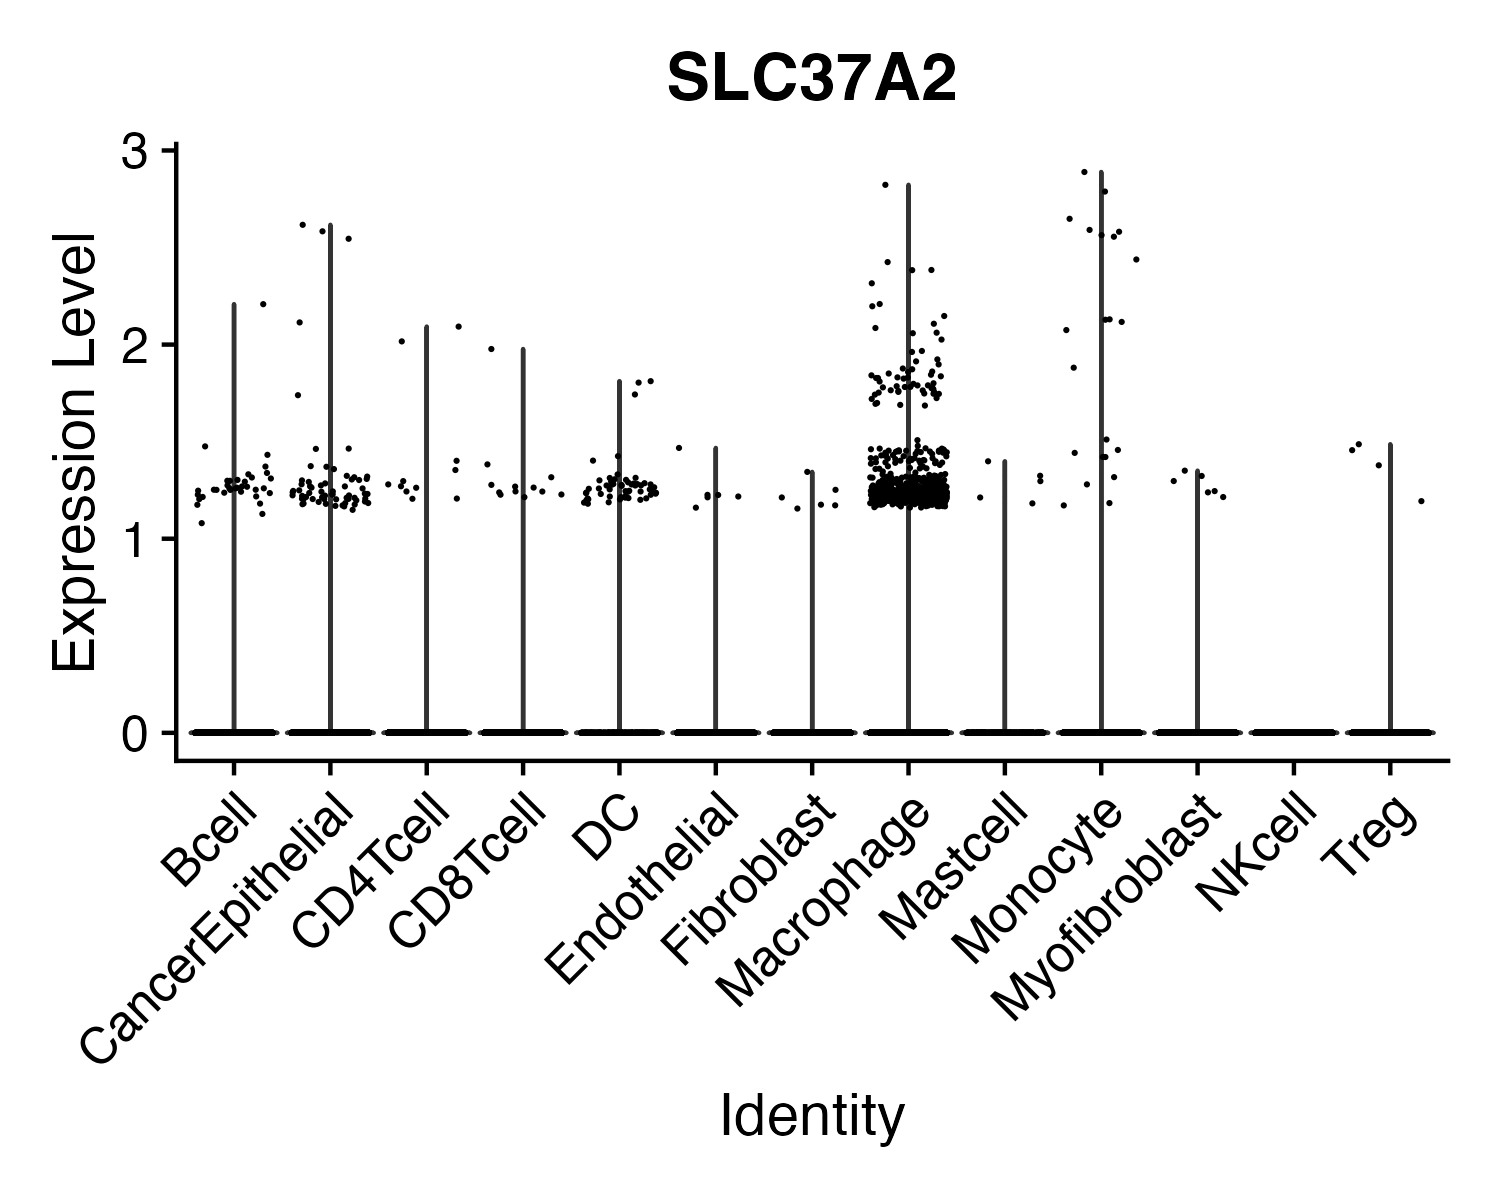 SLC37A2
Expression Level
3
2
1
0
Bcell
CancerEpithelial
CD4Tcell
CD8Tcell
DC
Endothelial
Fibroblast
Macrophage
Mastcell
Monocyte
Myofibroblast
NKcell
Treg
Identity